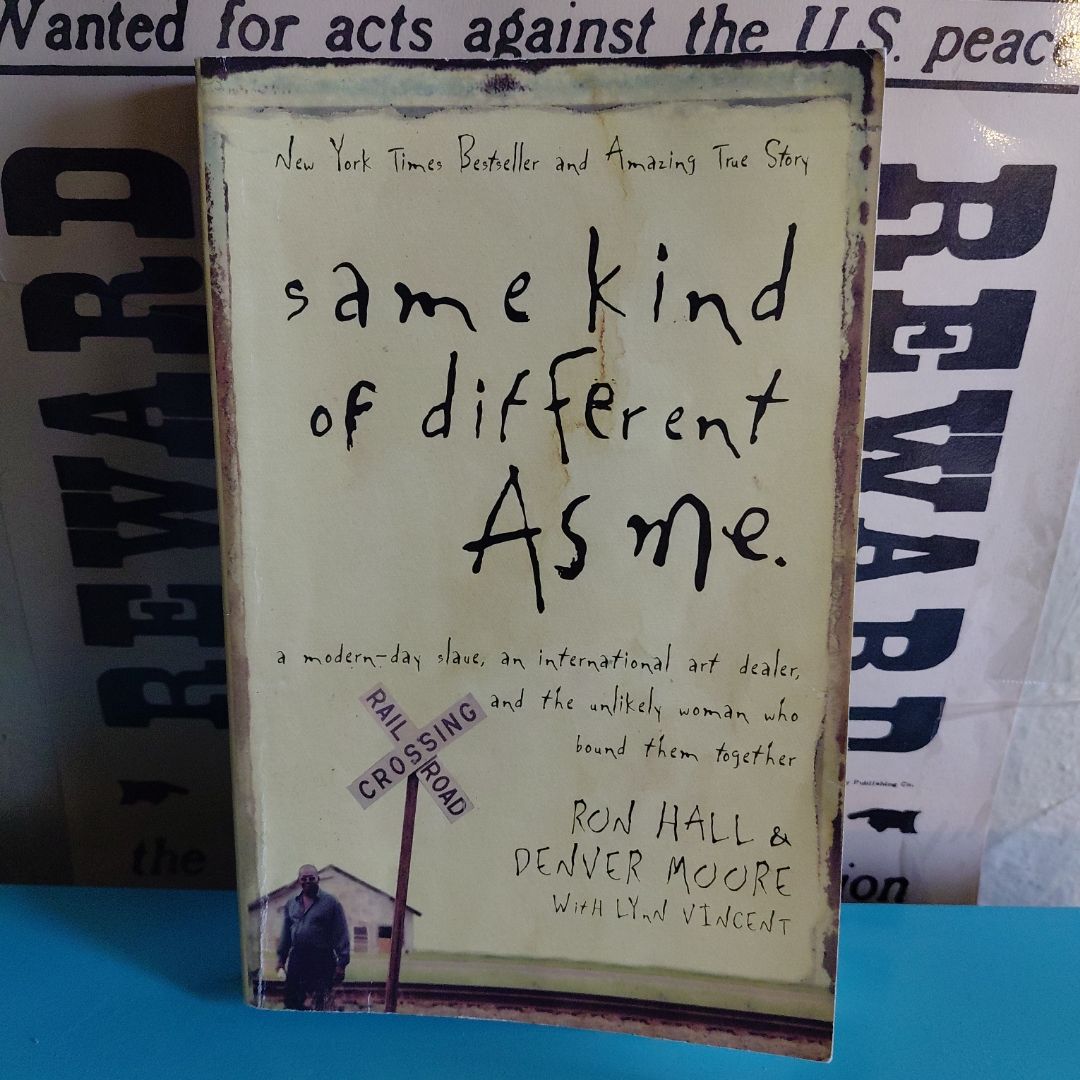 Wanted for acts against the U.S. peac
REWARD
REWARD
New York Times Bestseller and Amazing True Story
same kind
of different
As me.
a modern-day slave, an international art dealer,
and the unlikely woman who
bound them together
RAIL
CROSSING
ROAD
RON HALL &
DENVER MOORE
With LYnn VINCENT
Publishing Co.
the
ion